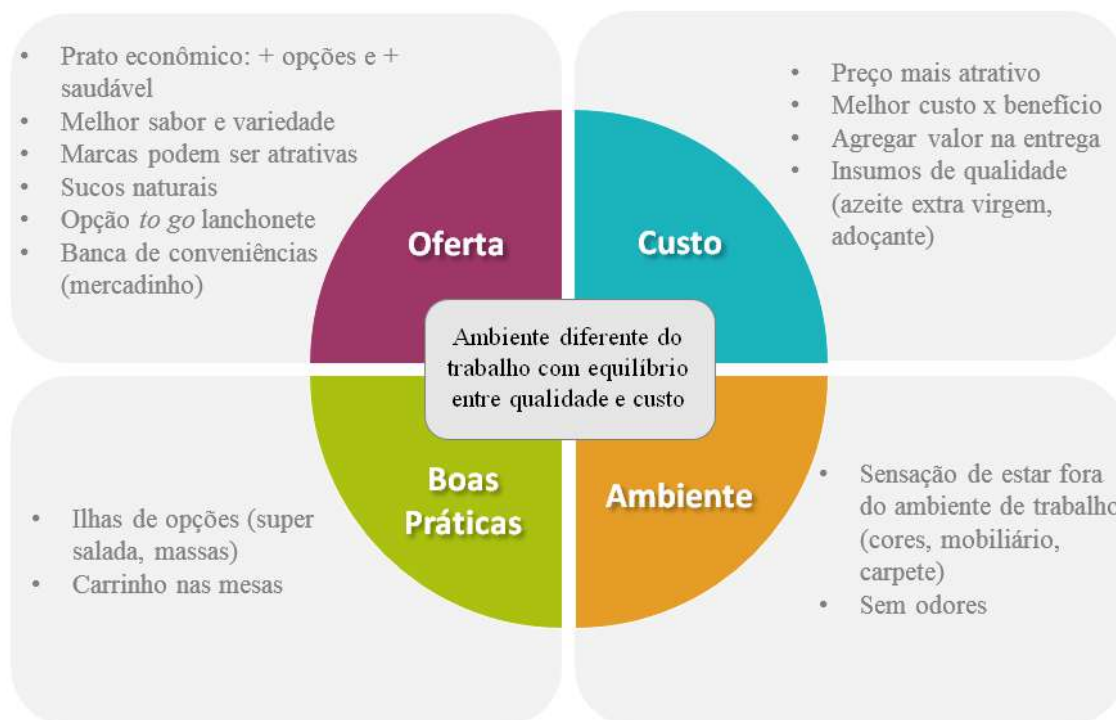 • Prato econômico: + opções e +
saudável
• Melhor sabor e variedade
• Marcas podem ser atrativas
• Sucos naturais
• Opção to go lanchonete
• Banca de conveniências
(mercadinho)
• Preço mais atrativo
• Melhor custo x benefício
• Agregar valor na entrega
• Insumos de qualidade
(azeite extra virgem,
adoçante)
Oferta
Custo
Ambiente diferente do
trabalho com equilíbrio
entre qualidade e custo
Boas
Práticas
Ambiente
• Ilhas de opções (super
salada, massas)
• Carrinho nas mesas
• Sensação de estar fora
do ambiente de trabalho
(cores, mobiliário,
carpete)
• Sem odores